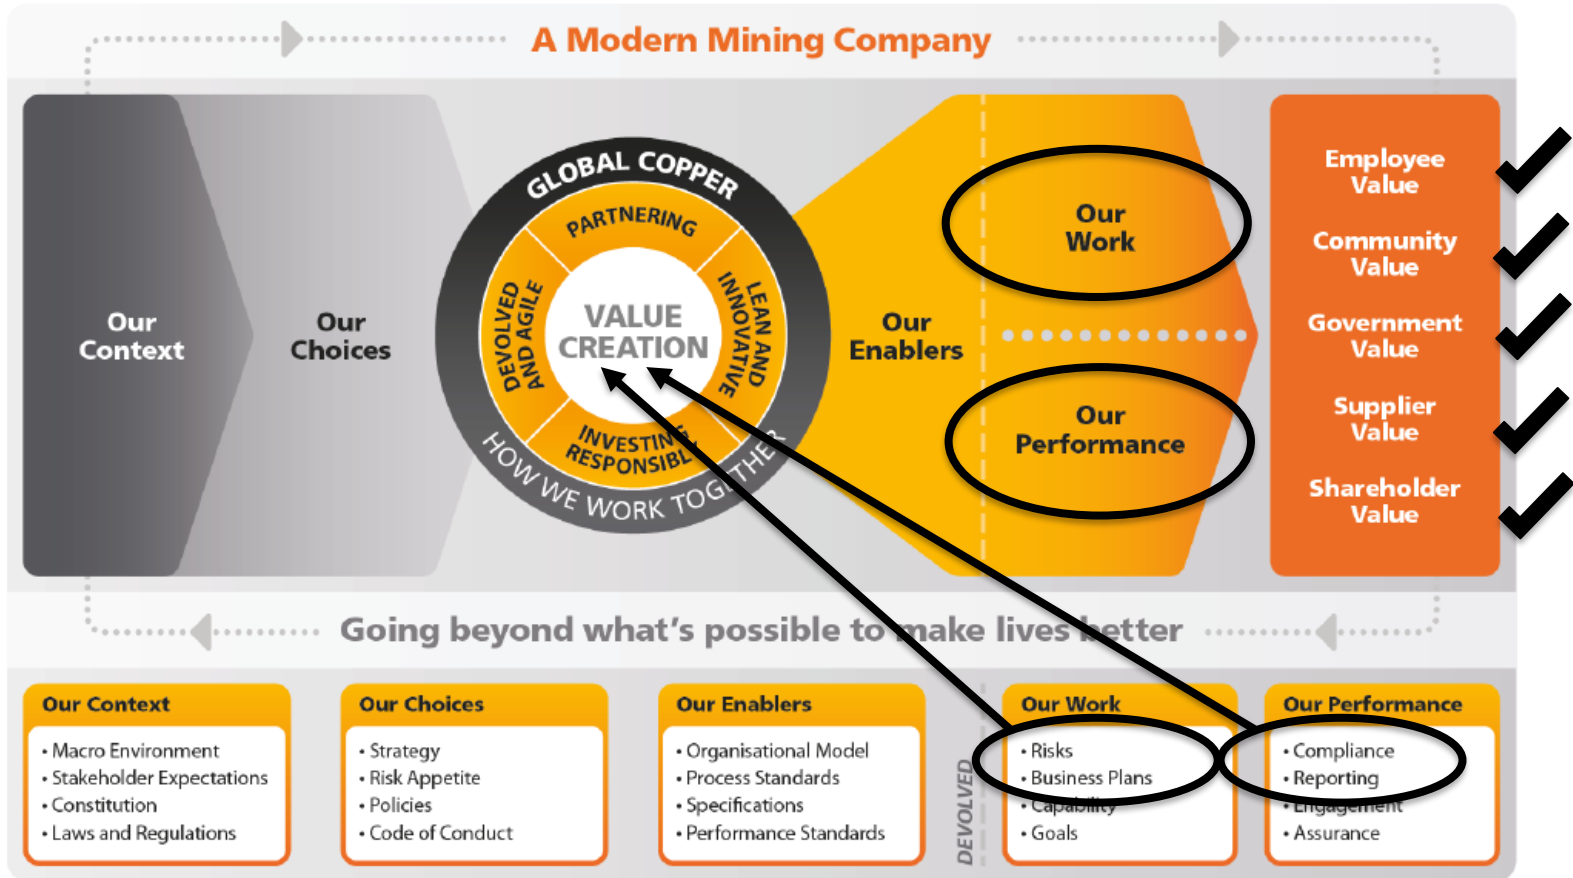 A Modern Mining Company
Our
Context
Our
Choices
GLOBAL COPPER
PARTNERING
DEVOLVED
AND AGILE
LEAN AND
INNOVATIVE
VALUE
CREATION
INVESTING
RESPONSIBLY
HOW WE WORK TOGETHER
Our
Enablers
Our
Work
Our
Performance
Employee
Value
Community
Value
Government
Value
Supplier
Value
Shareholder
Value
Going beyond what's possible to make lives better
Our Context
• Macro Environment
• Stakeholder Expectations
• Constitution
• Laws and Regulations
Our Choices
• Strategy
• Risk Appetite
• Policies
• Code of Conduct
Our Enablers
• Organisational Model
• Process Standards
• Specifications
• Performance Standards
DEVOLVED
Our Work
• Risks
• Business Plans
• Capability
• Goals
Our Performance
• Compliance
• Reporting
• Engagement
• Assurance